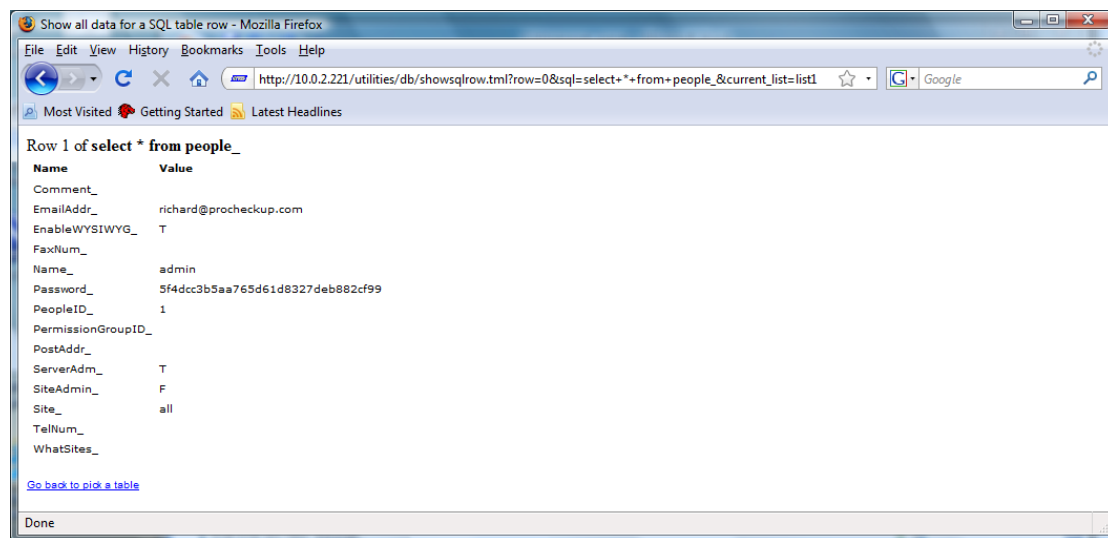 Show all data for a SQL table row - Mozilla Firefox
File Edit View History Bookmarks Tools Help
http://10.0.2.221/utilities/db/showsqlrow.tml?row=0&sql=select+*+from+people_&current_list=list1 G Google
Most Visited Getting Started Latest Headlines
Row 1 of select * from people_
Name Value
Comment_
EmailAddr_ richard@procheckup.com
EnableWYSIWYG_ T
FaxNum_
Name_ admin
Password_ 5f4dcc3b5aa765d61d8327deb882cf99
PeopleID_ 1
PermissionGroupID_
PostAddr_
ServerAdm_ T
SiteAdmin_ F
Site_ all
TelNum_
WhatSites_
Go back to pick a table
Done